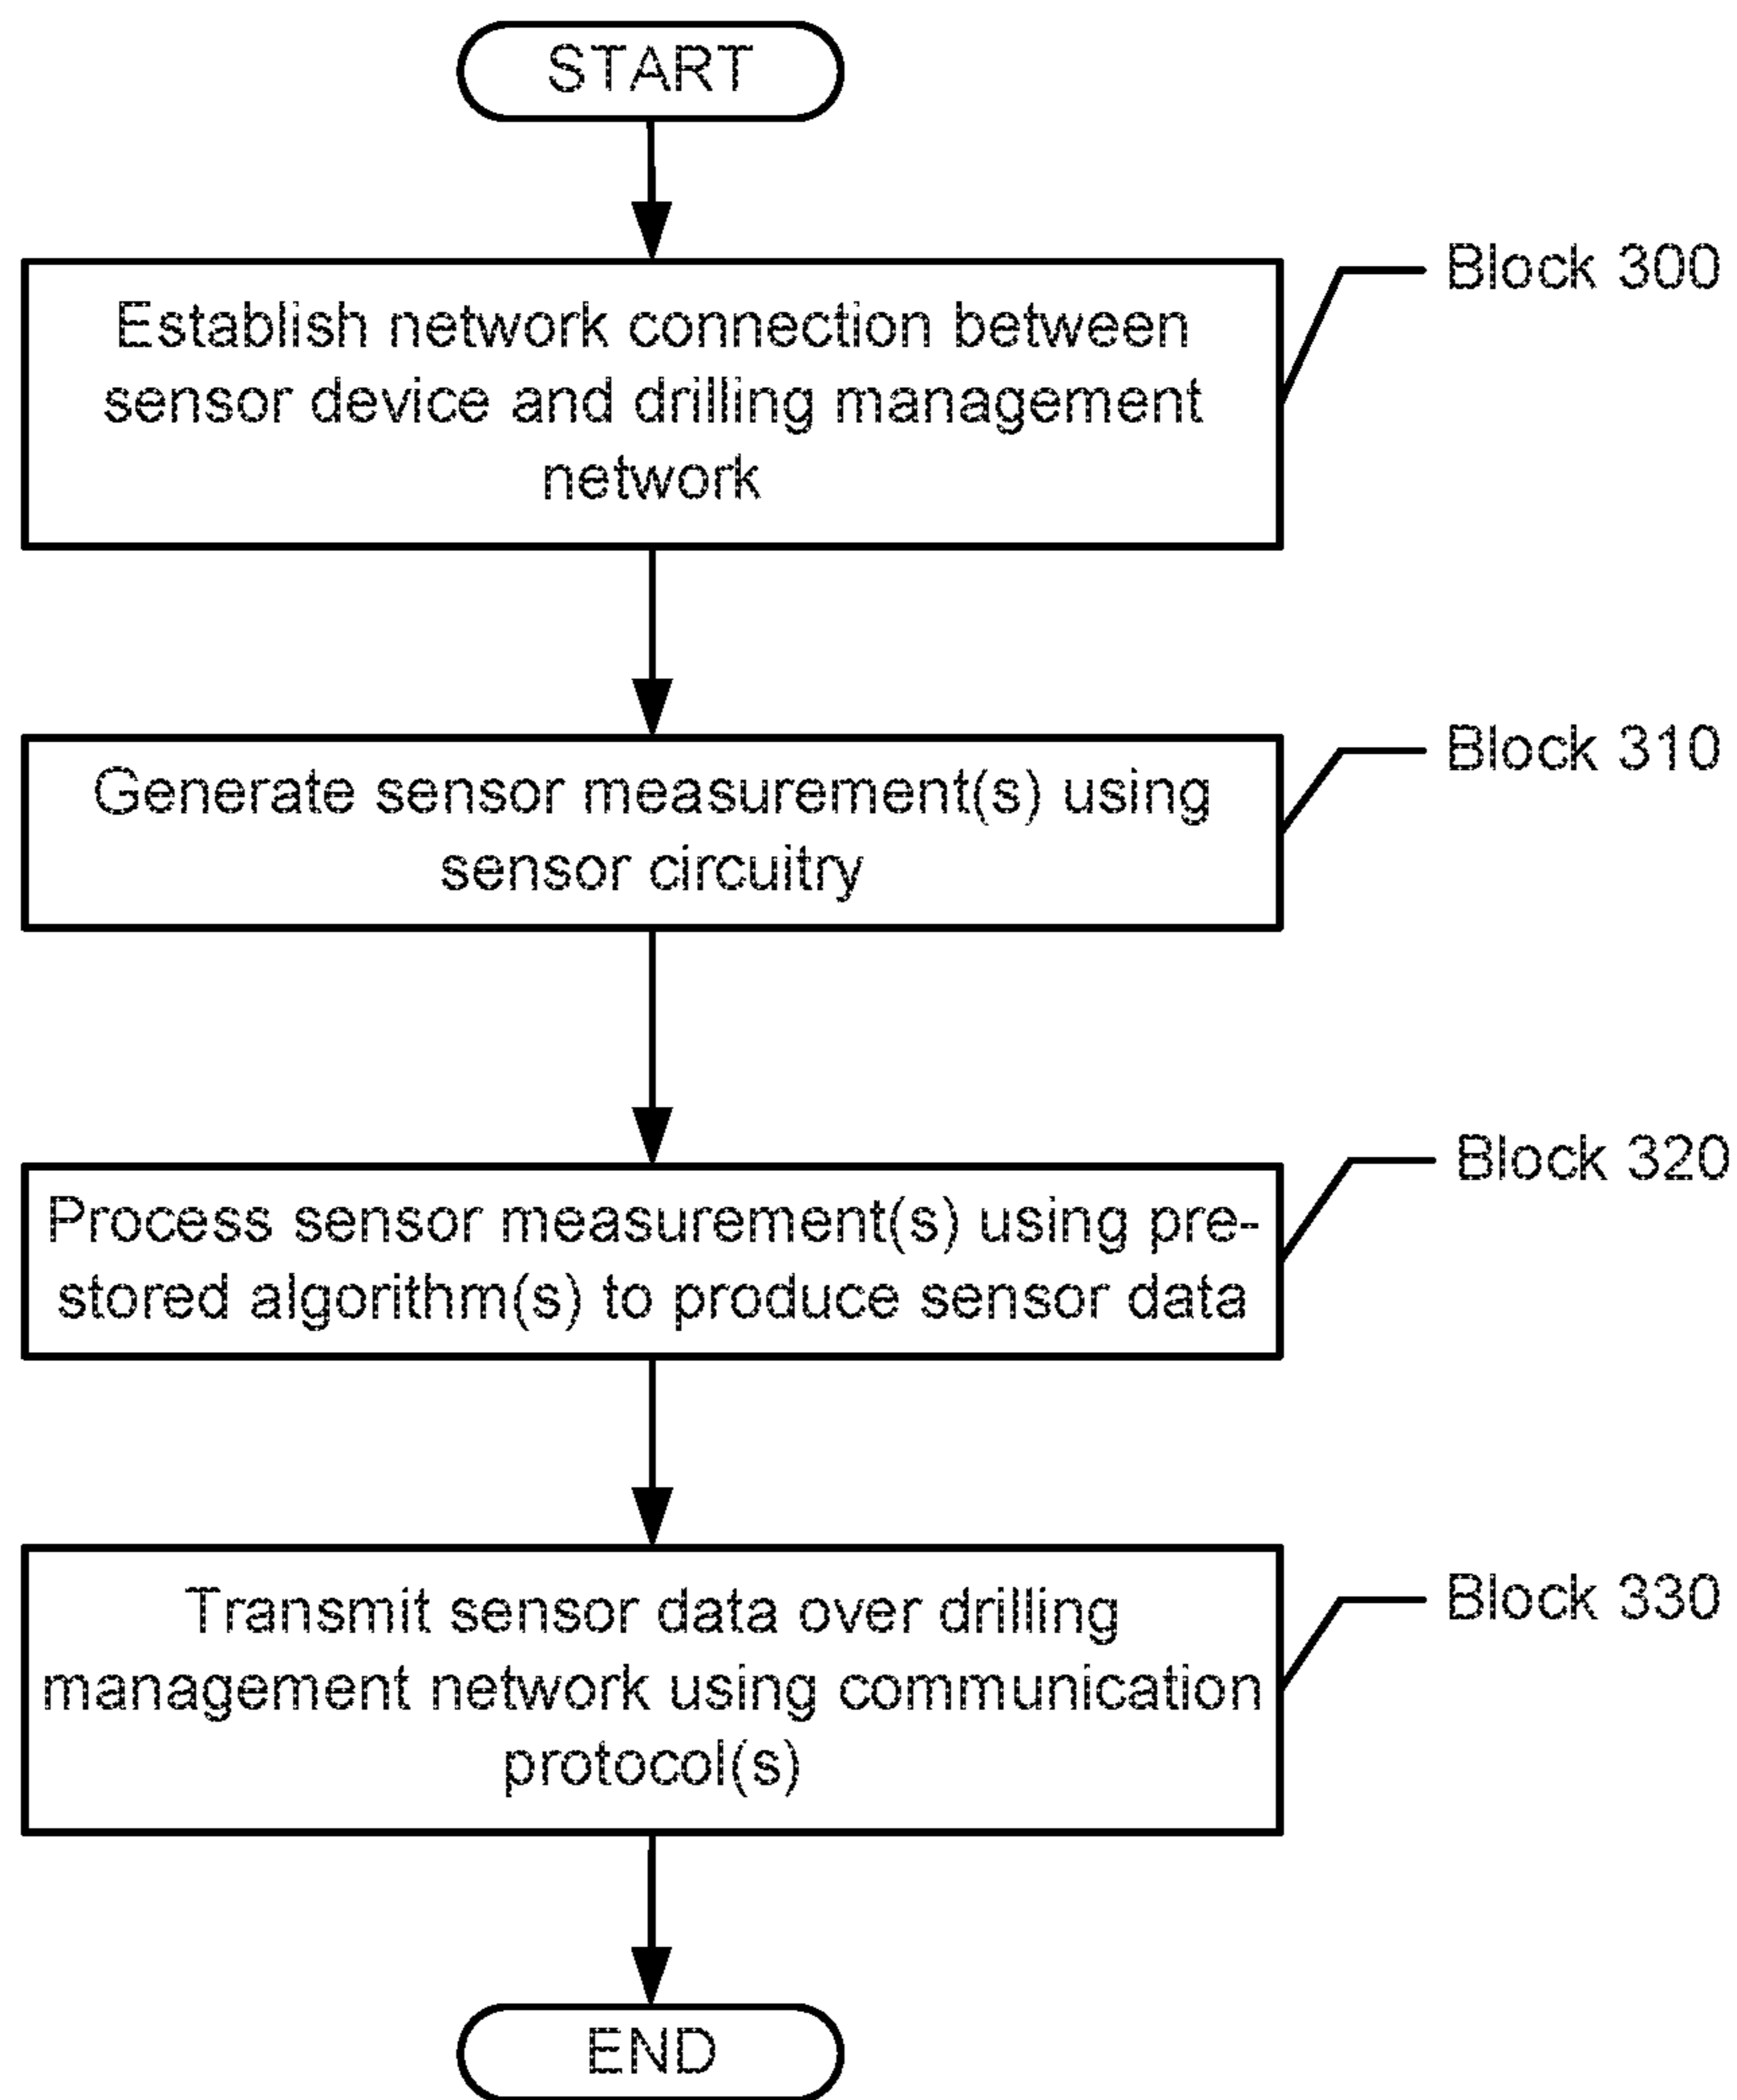 START
Block 300
Establish network connection between
sensor device and drilling management
network
Block 310
Generate sensor measurement(s) using
sensor circuitry
Block 320
Process sensor measurement(s) using pre-
stored algorithm(s) to produce sensor data
Block 330
Transmit sensor data over drilling
management network using communication
protocol(s)
END